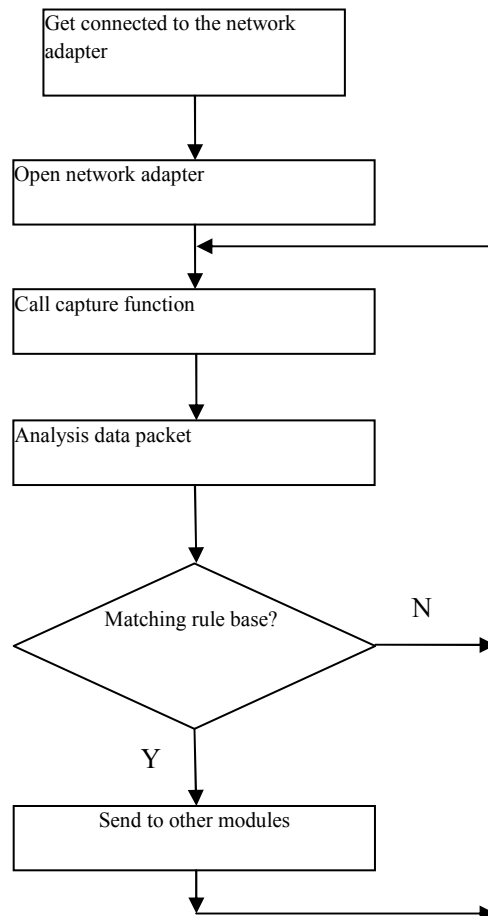 Get connected to the network
adapter
Open network adapter
Call capture function
Analysis data packet
Matching rule base?
N
Y
Send to other modules